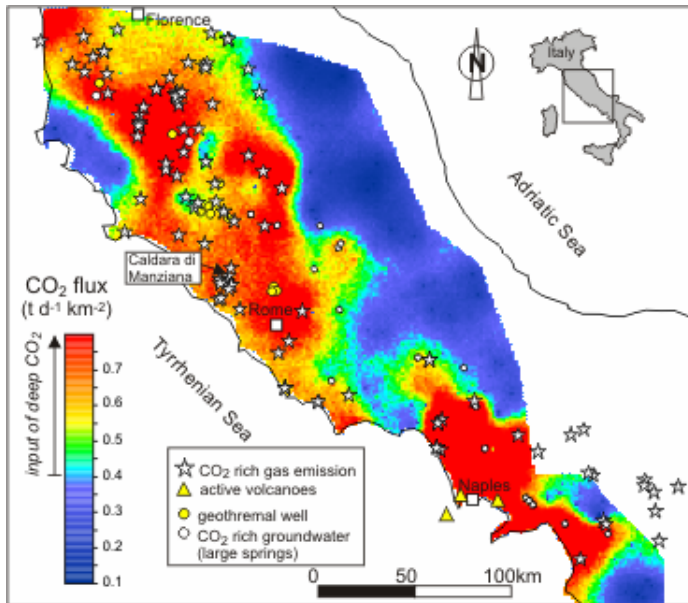 Florence
Italy
N
Adriatic Sea
Caldara di
Manziana
CO2 flux
(t d-1 km-2)
Rome
input of deep CO2
0.7
0.6
0.5
0.4
0.3
0.2
0.1
Tyrrhenian Sea
CO2 rich gas emission
active volcanoes
geothremal well
CO2 rich groundwater
(large springs)
Naples
0 50 100km